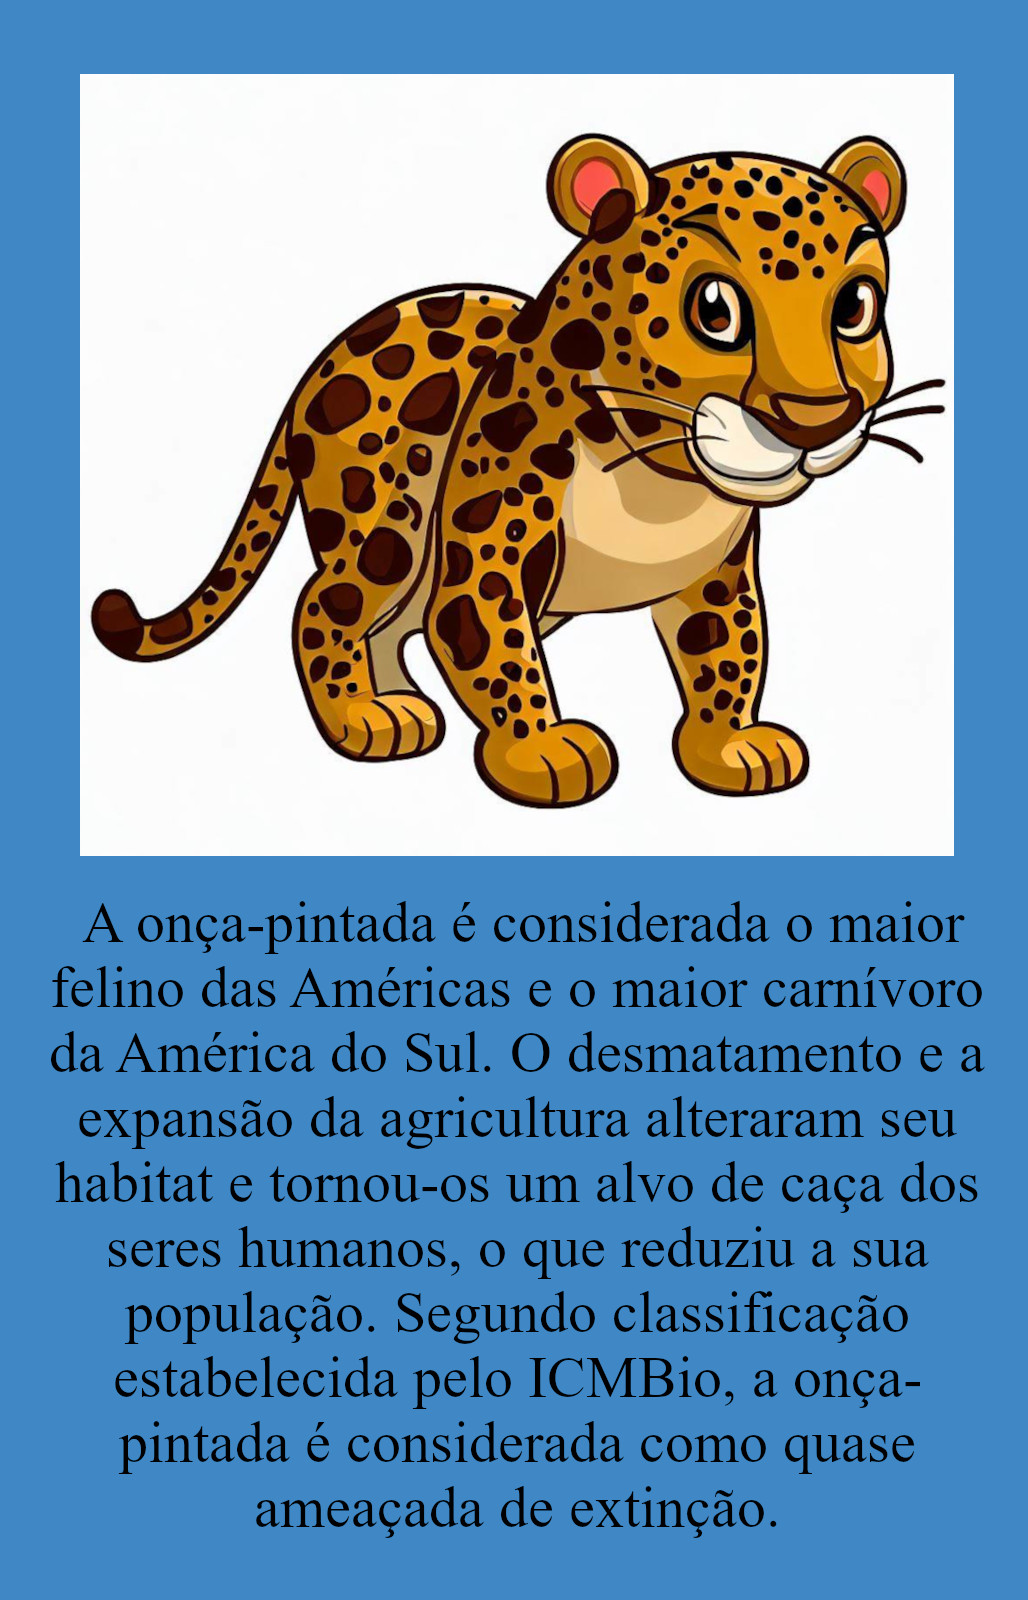 A onça-pintada é considerada o maior
felino das Américas e o maior carnívoro
da América do Sul. O desmatamento e a
expansão da agricultura alteraram seu
habitat e tornou-os um alvo de caça dos
seres humanos, o que reduziu a sua
população. Segundo classificação
estabelecida pelo ICMBio, a onça-
pintada é considerada como quase
ameaçada de extinção.